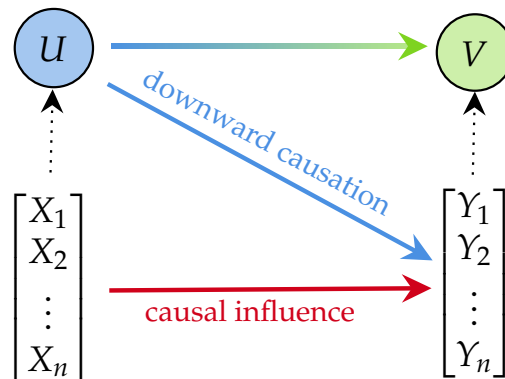 U
V
downward causation
X1
X2
⋮
Xn
Y1
Y2
⋮
Yn
causal influence